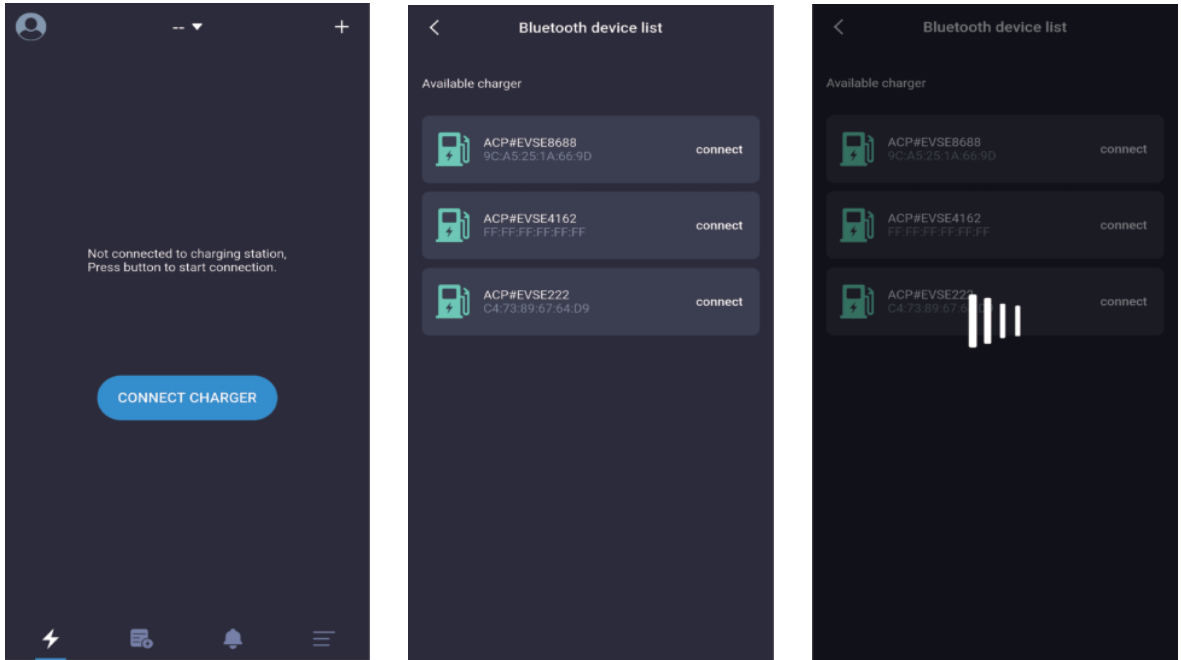 --
Not connected to charging station,
Press button to start connection.
CONNECT CHARGER
Bluetooth device list
Available charger
ACP#EVSE8688
9C:A5:25:1A:66:9D
connect
ACP#EVSE4162
FF:FF:FF:FF:FF:FF
connect
ACP#EVSE222
C4:73:89:67:64:D9
connect
Bluetooth device list
Available charger
ACP#EVSE8688
9C:A5:25:1A:66:9D
connect
ACP#EVSE4162
FF:FF:FF:FF:FF:FF
connect
ACP#EVSE222
connect